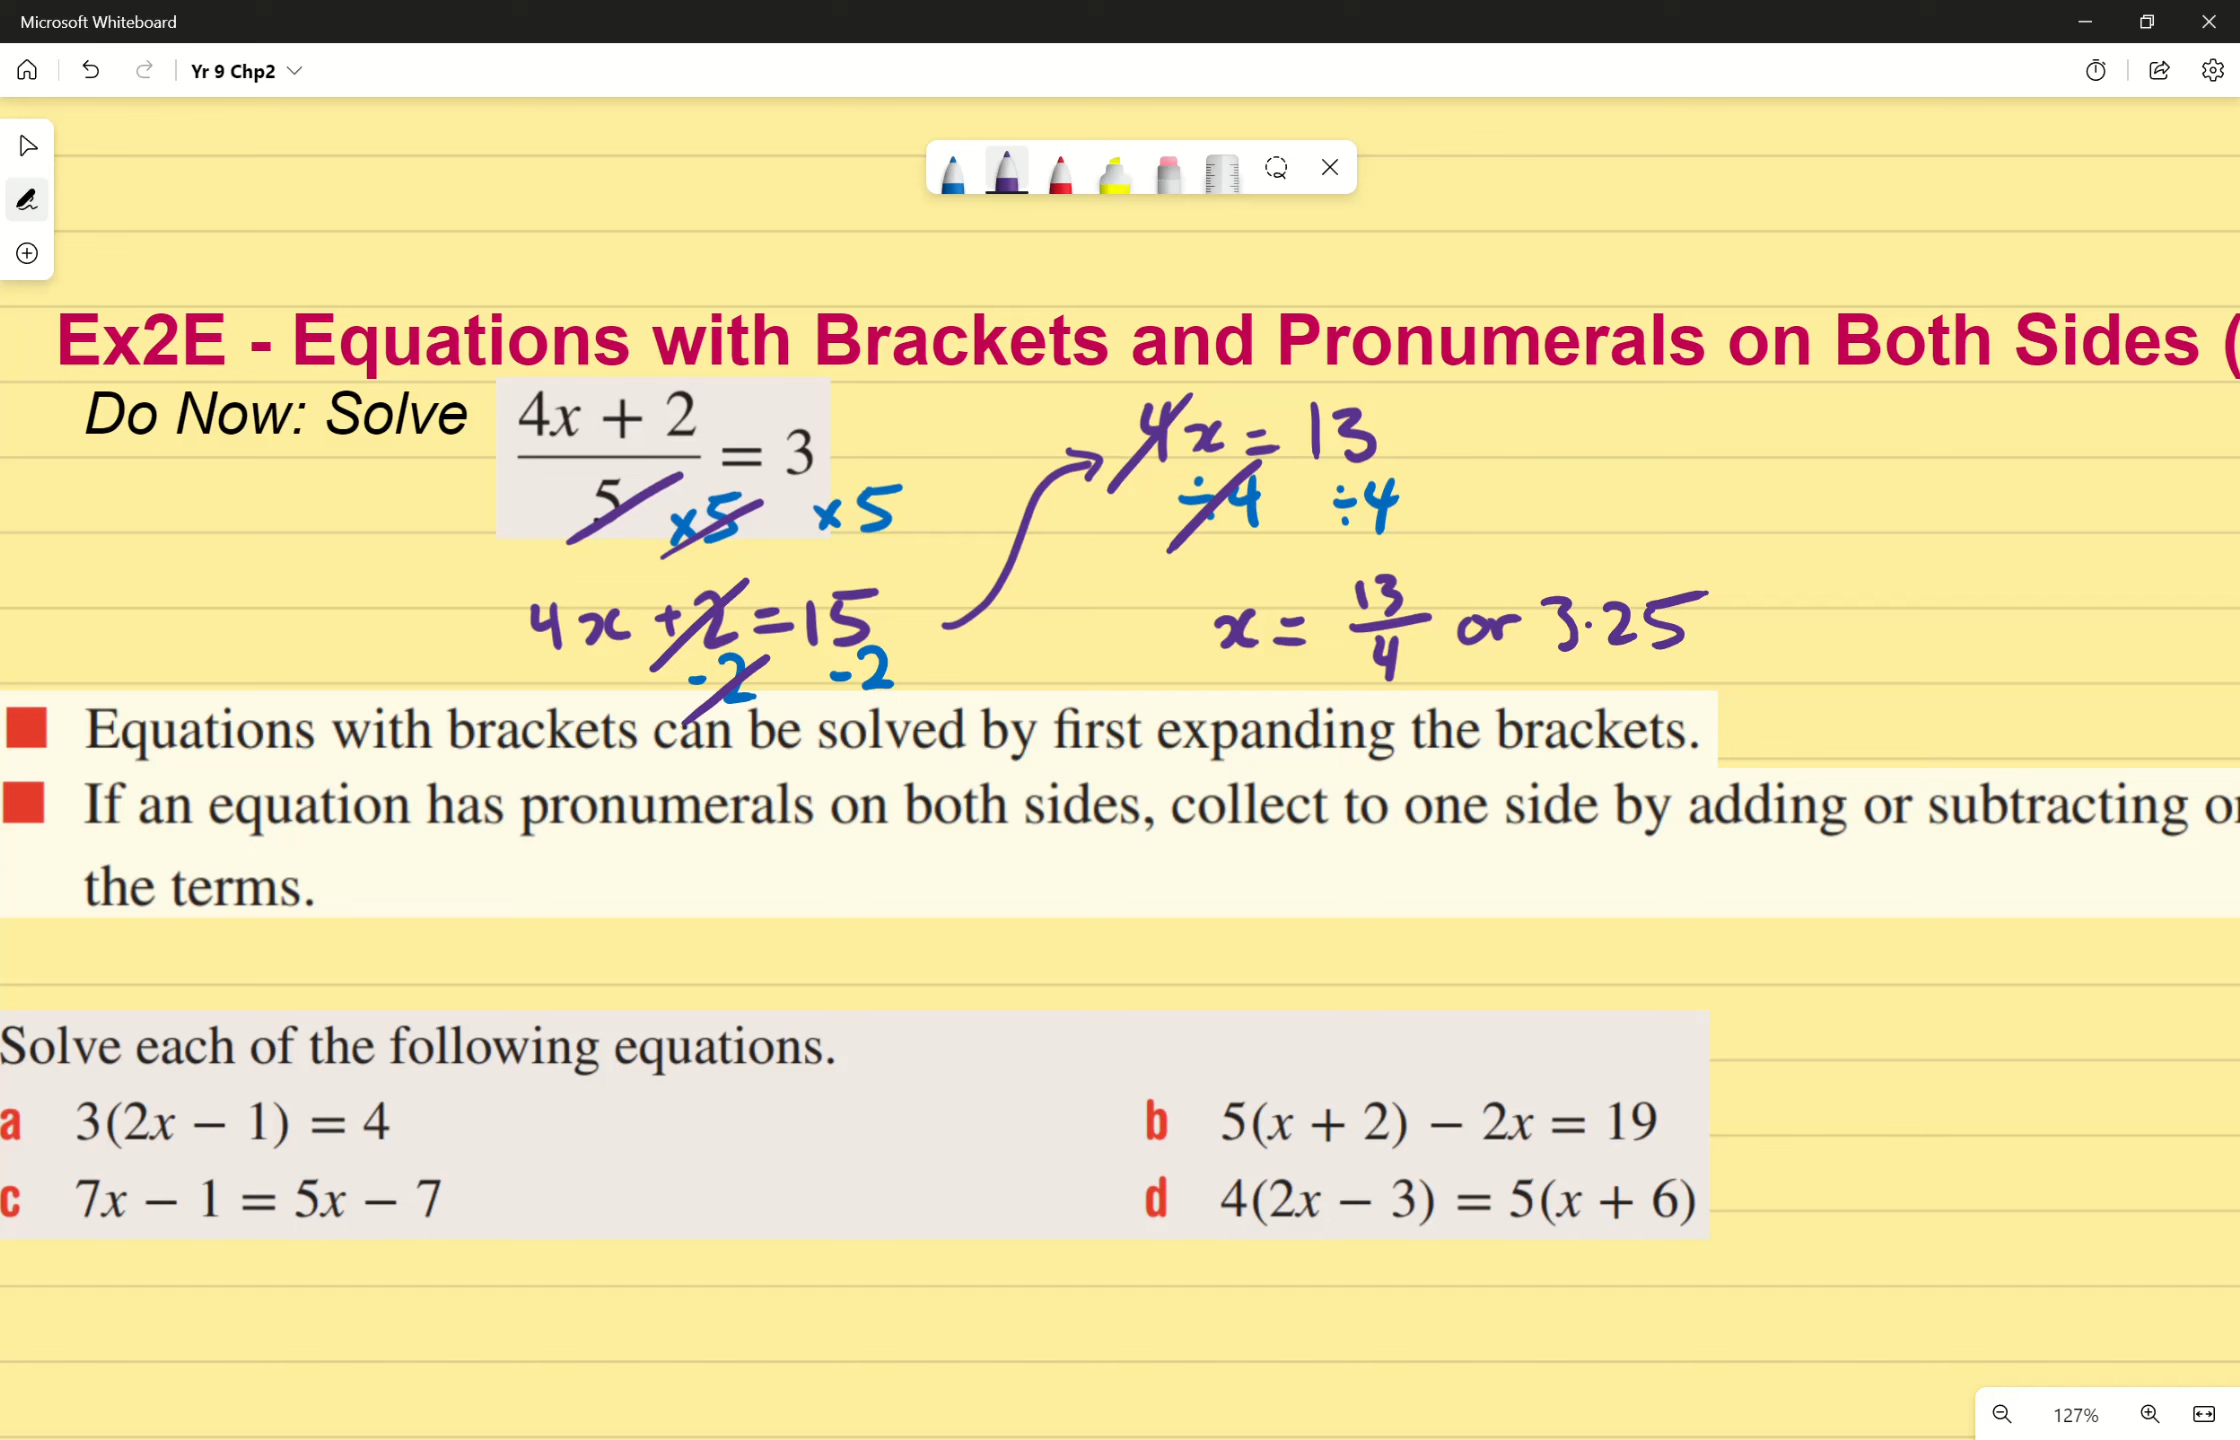 Microsoft Whiteboard
Yr 9 Chp2
Ex2E - Equations with Brackets and Pronumerals on Both Sides (
Do Now: Solve
4x + 2
5
= 3
×5 ×5
4x +2 = 15
-2 -2
4x = 13
÷4 ÷4
x = 13/4 or 3.25
Equations with brackets can be solved by first expanding the brackets.
If an equation has pronumerals on both sides, collect to one side by adding or subtracting
the terms.
Solve each of the following equations.
a 3(2x − 1) = 4
b 5(x + 2) − 2x = 19
c 7x − 1 = 5x − 7
d 4(2x − 3) = 5(x + 6)
127%